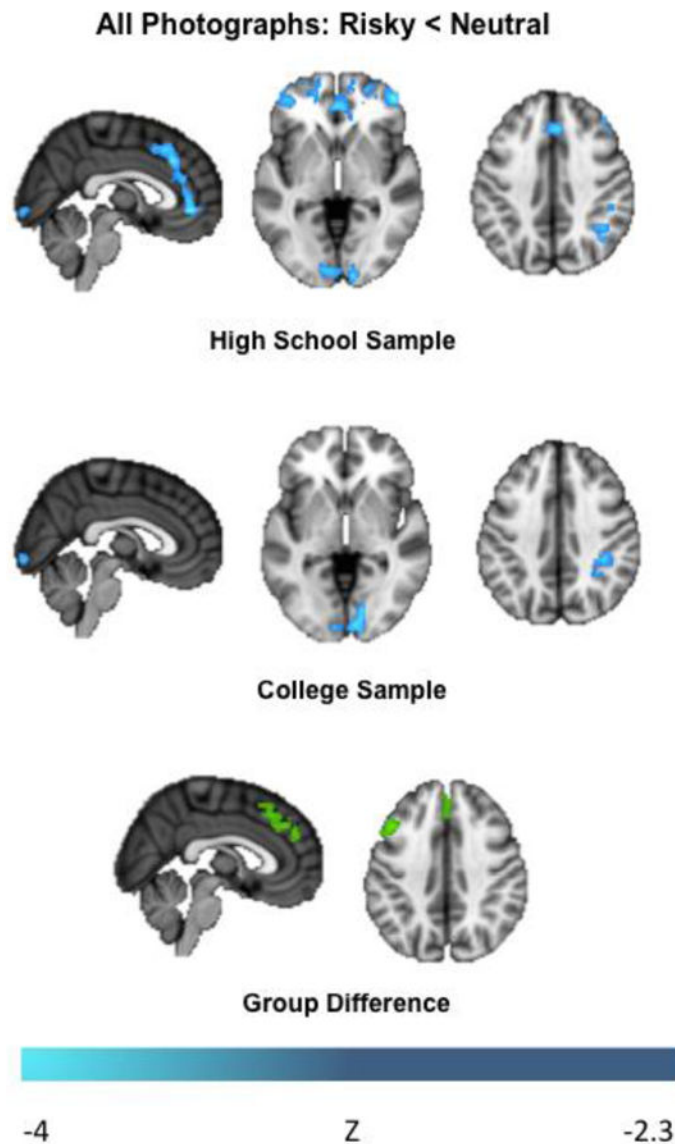 All Photographs: Risky < Neutral
High School Sample
College Sample
Group Difference
-4 Z -2.3